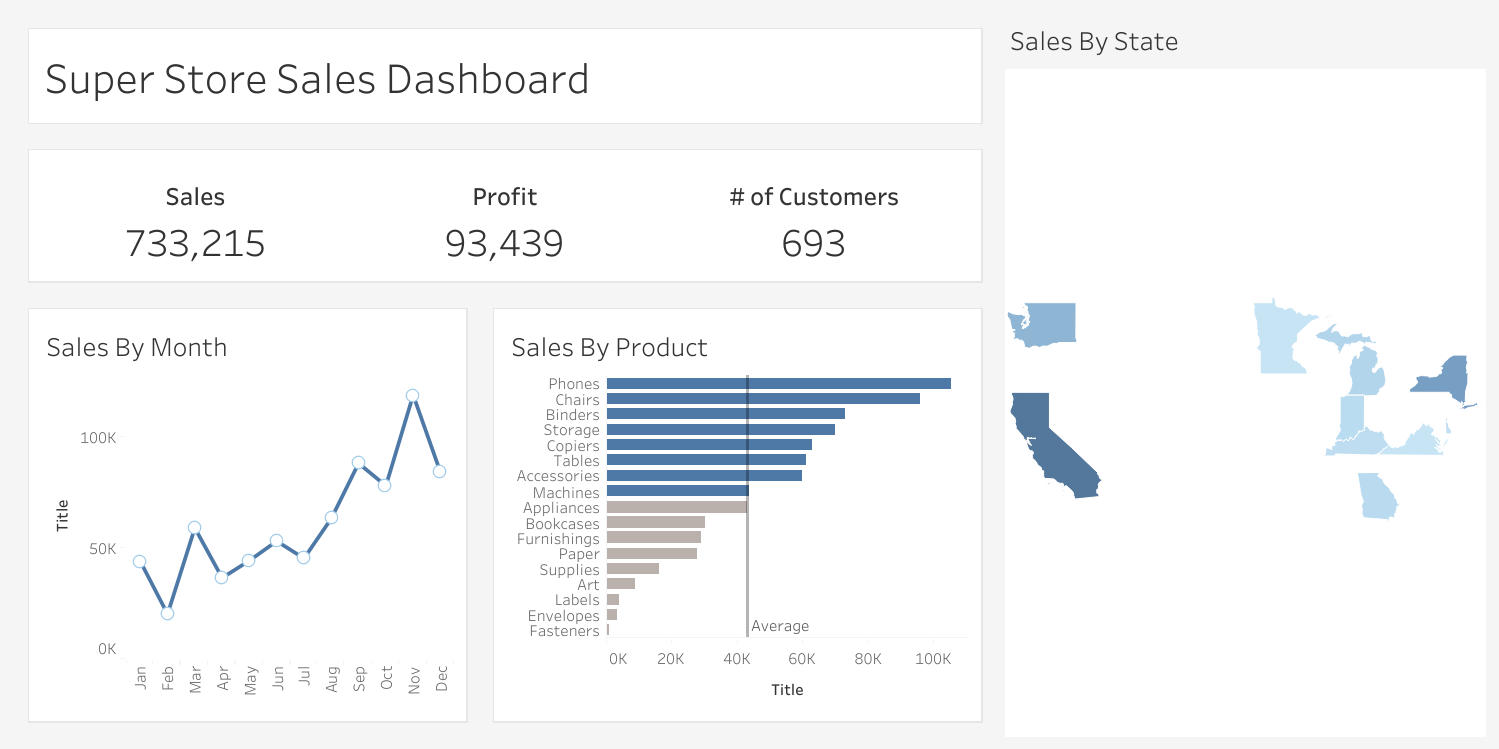 Super Store Sales Dashboard
Sales By State
Sales
Profit
# of Customers
733,215
93,439
693
Sales By Month
100K
50K
0K
Title
Jan
Feb
Mar
Apr
May
Jun
Jul
Aug
Sep
Oct
Nov
Dec
Sales By Product
Phones
Chairs
Binders
Storage
Copiers
Tables
Accessories
Machines
Appliances
Bookcases
Furnishings
Paper
Supplies
Art
Labels
Envelopes
Fasteners
Average
0K
20K
40K
60K
80K
100K
Title